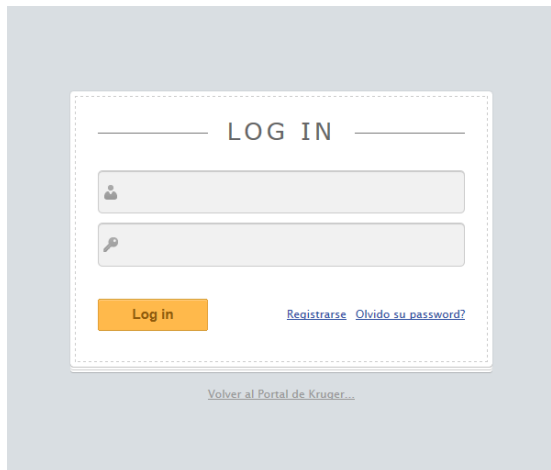 LOG IN
Log in Registrarse Olvido su password?
Volver al Portal de Kruger...